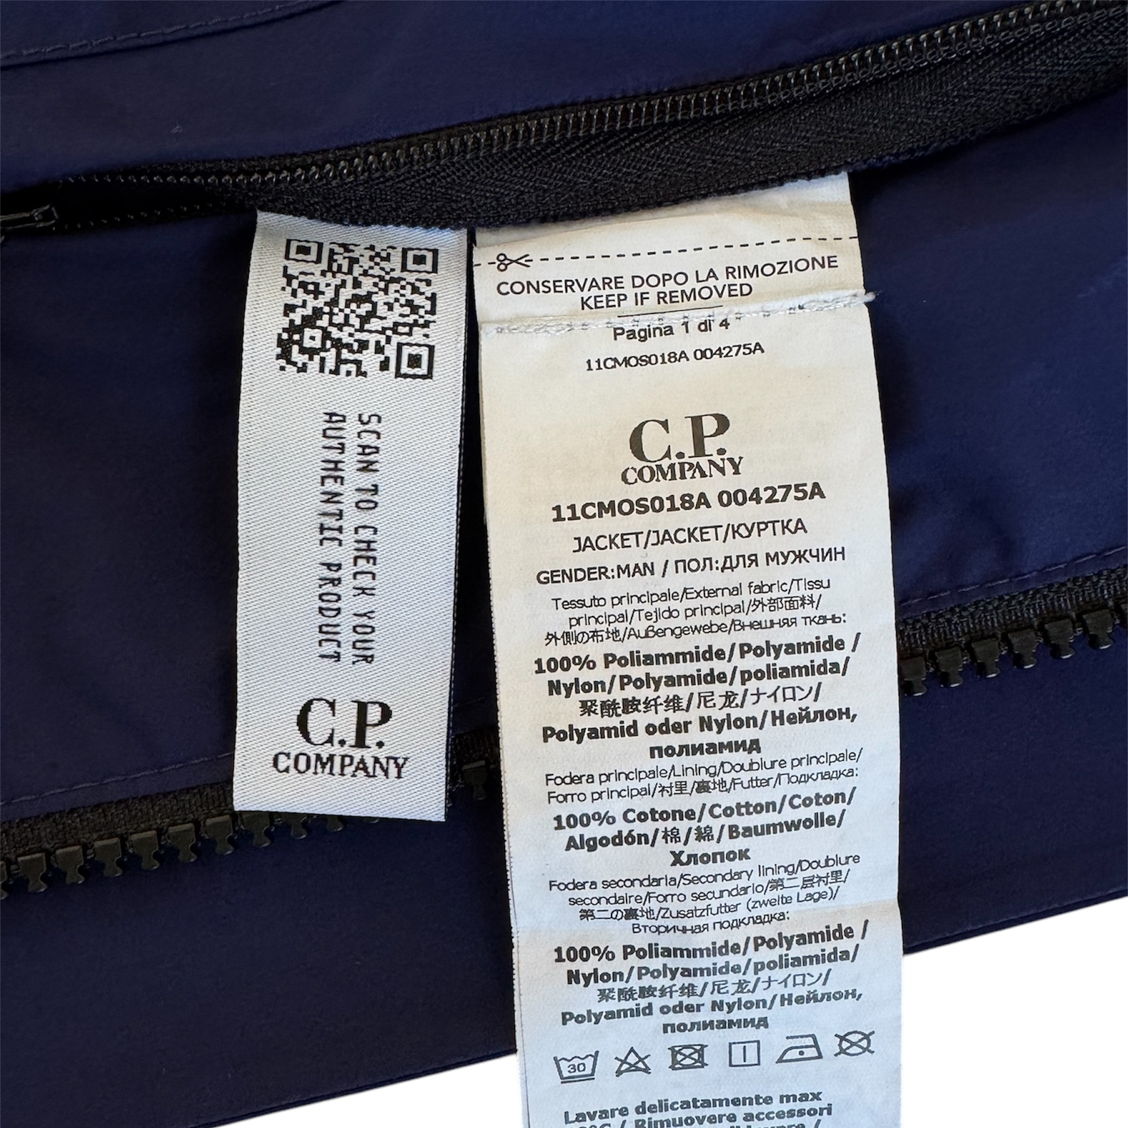 SCAN TO CHECK YOUR
AUTHENTIC PRODUCT
C.P.
COMPANY
CONSERVARE DOPO LA RIMOZIONE
KEEP IF REMOVED
Pagina 1 di 4
11CMOS018A 004275A
C.P.
COMPANY
11CMOS018A 004275A
JACKET/JACKET/КУРТКА
GENDER:MAN / ПОЛ:ДЛЯ МУЖЧИН
Tessuto principale/External fabric/Tissu
principal/Tejido principal/外部面料/
外側の布地/Außengewebe/Внешняя ткань:
100% Poliammide/Polyamide /
Nylon/Polyamide/poliamida/
聚酰胺纤维/尼龙/ナイロン/
Polyamid oder Nylon/Нейлон,
полиамид
Fodera principale/Lining/Doublure principale/
Forro principal/衬里/裏地/Futter/Подкладка:
100% Cotone/Cotton/Coton/
Algodón/棉/綿/Baumwolle/
Хлопок
Fodera secondaria/Secondary lining/Doublure
secondaire/Forro secundario/第二层衬里/
第二の裏地/Zusatzfutter (zweite Lage)/
Вторичная подкладка:
100% Poliammide/Polyamide /
Nylon/Polyamide/poliamida/
聚酰胺纤维/尼龙/ナイロン/
Polyamid oder Nylon/Нейлон,
полиамид
30
Lavare delicatamente max
/ Rimuovere accessori